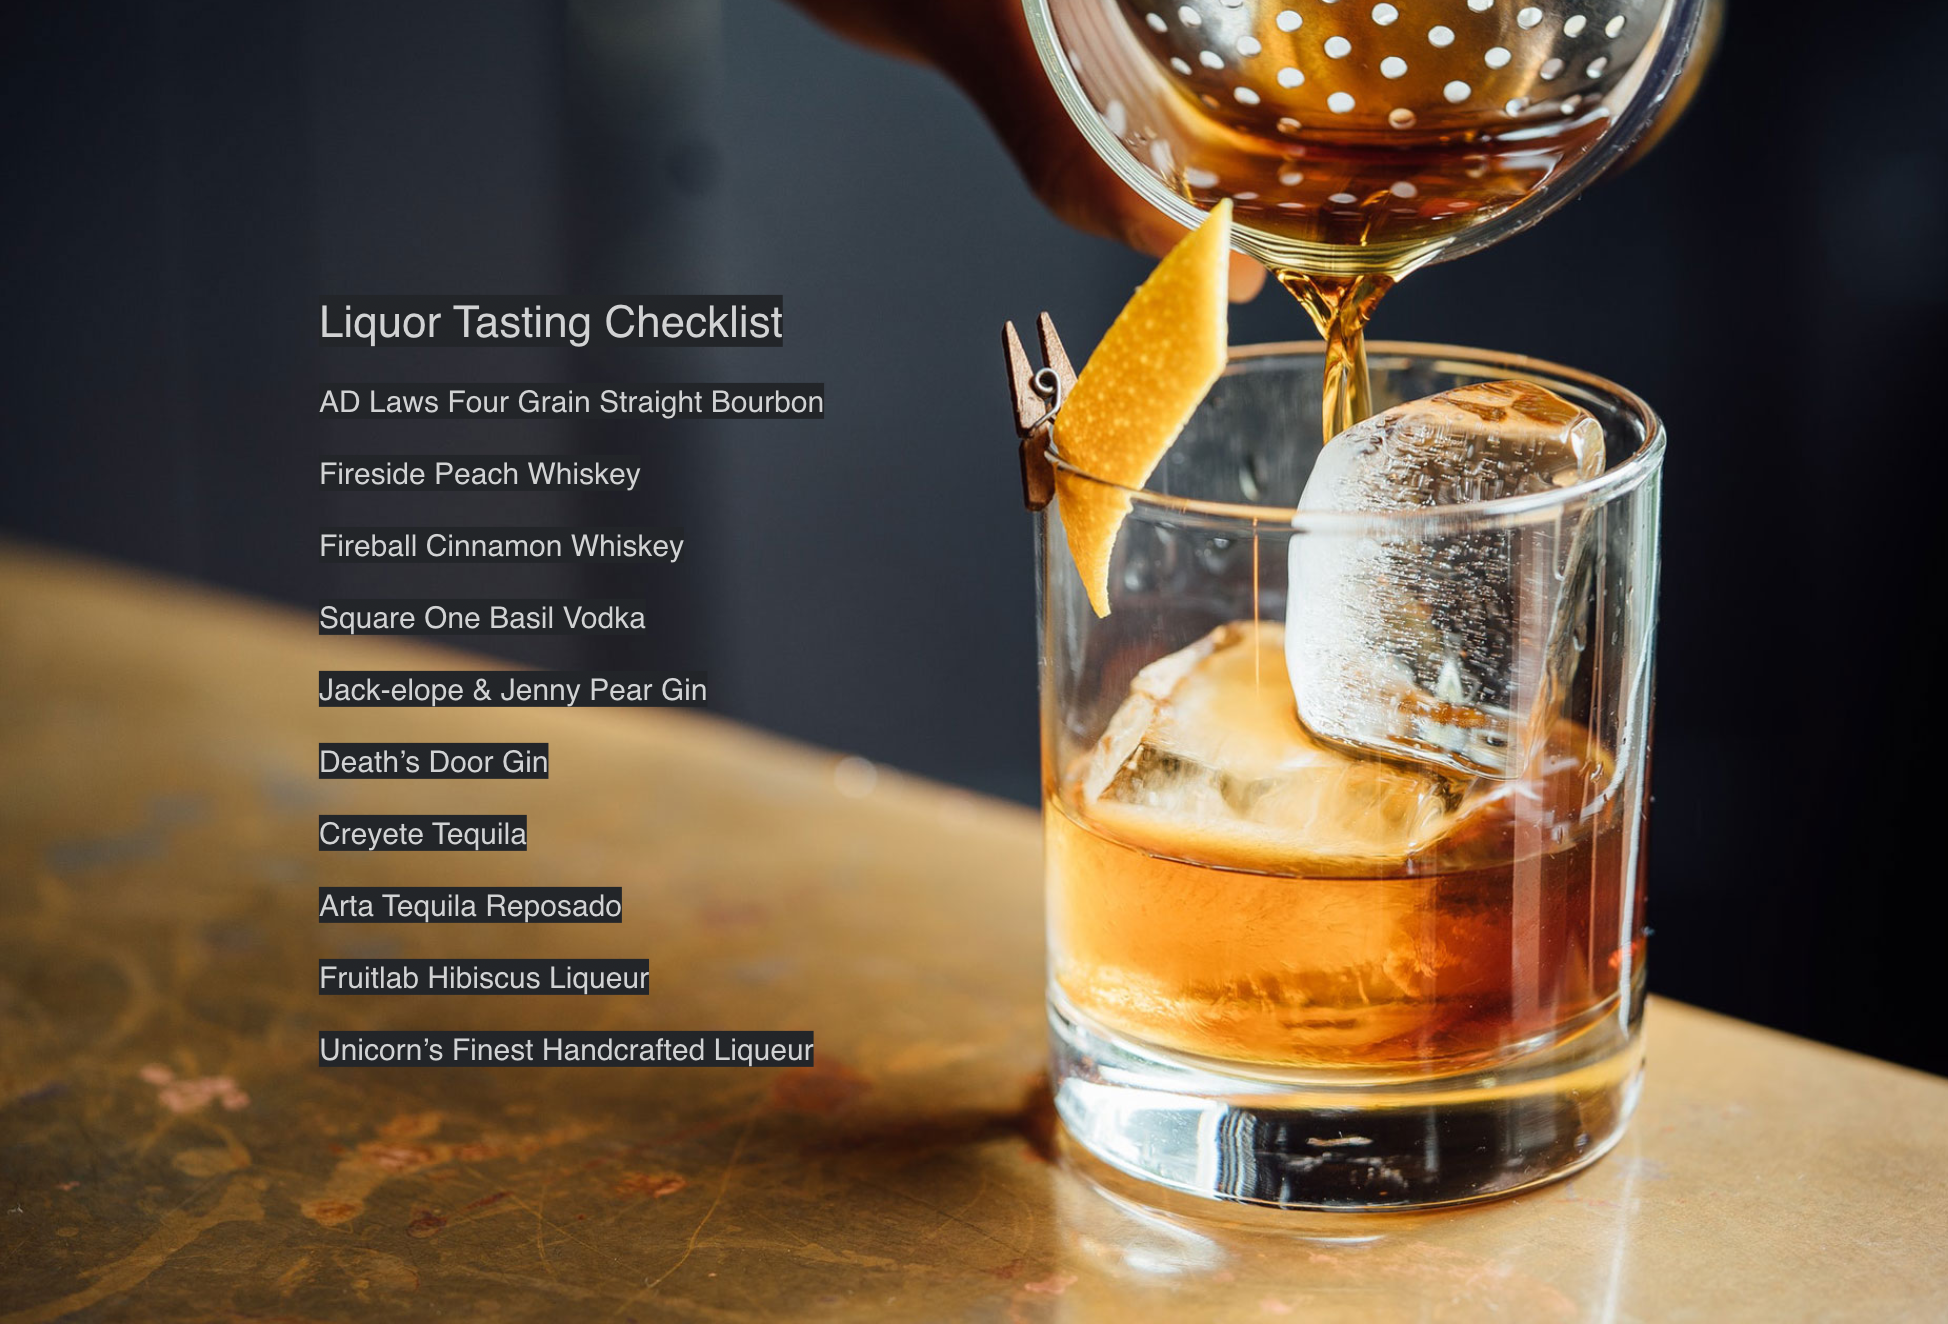 Liquor Tasting Checklist
AD Laws Four Grain Straight Bourbon
Fireside Peach Whiskey
Fireball Cinnamon Whiskey
Square One Basil Vodka
Jack-elope & Jenny Pear Gin
Death’s Door Gin
Creyete Tequila
Arta Tequila Reposado
Fruitlab Hibiscus Liqueur
Unicorn’s Finest Handcrafted Liqueur